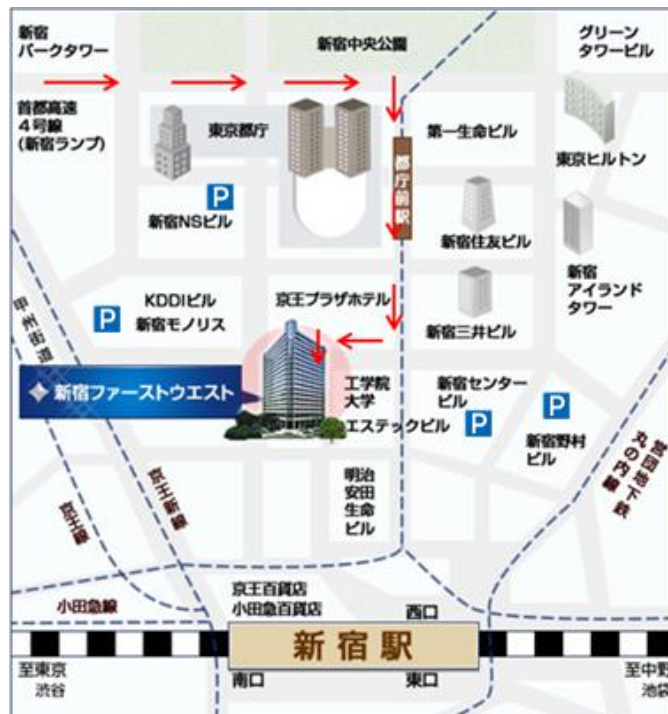 新宿
パークタワー
新宿中央公園
グリーン
タワービル
首都高速
4号線
(新宿ランプ)
東京都庁
第一生命ビル
東京ヒルトン
都庁前駅
P
新宿NSビル
新宿住友ビル
新宿
アイランド
タワー
KDDIビル
新宿モノリス
P
京王プラザホテル
新宿三井ビル
甲州街道
新宿ファーストウエスト
工学院
大学
エステックビル
新宿センター
ビル
P
P
新宿野村
ビル
営団地下鉄
丸の内線
明治
安田
生命
ビル
京王新線
京王線
小田急線
京王百貨店
小田急百貨店
西口
新宿駅
至東京
渋谷
南口
東口
至中野
池袋